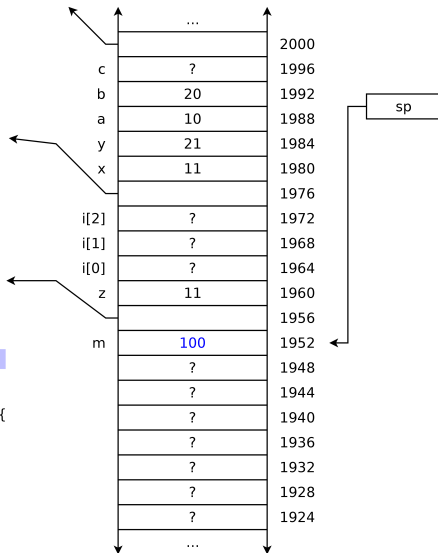 ...
2000
c ? 1996
b 20 1992
sp
a 10 1988
y 21 1984
x 11 1980
1976
i[2] ? 1972
i[1] ? 1968
i[0] ? 1964
z 11 1960
1956
m 100 1952
? 1948
? 1944
{ ? 1940
? 1936
? 1932
? 1928
? 1924
...